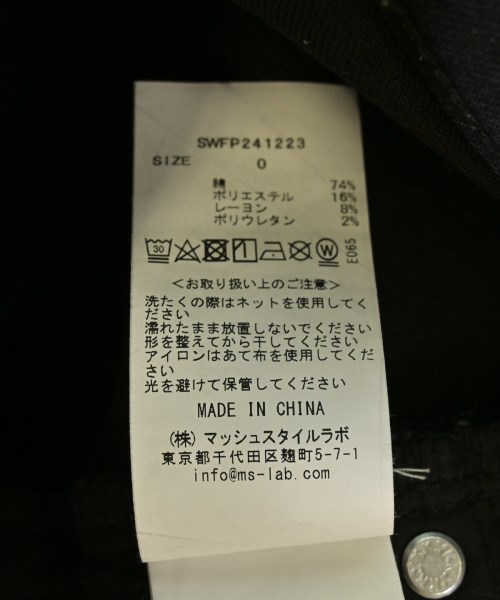 SWFP241223
SIZE 0
綿 74%
ポリエステル 16%
レーヨン 8%
ポリウレタン 2%
30 W E065
＜お取り扱い上のご注意＞
洗たくの際はネットを使用してく
ださい
濡れたまま放置しないでください
形を整えてから干してください
アイロンはあて布を使用してくだ
さい
光を避けて保管してください
MADE IN CHINA
(株) マッシュスタイルラボ
東京都千代田区麹町5-7-1
info@ms-lab.com